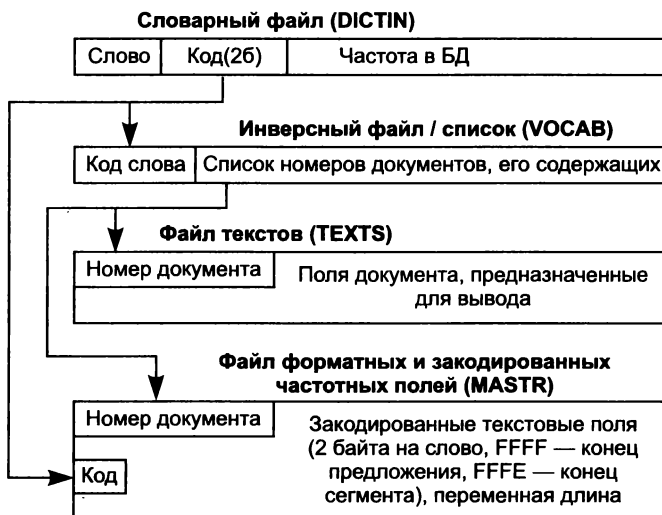 Словарный файл (DICTIN)
Слово Код(2б) Частота в БД
Инверсный файл / список (VOCAB)
Код слова Список номеров документов, его содержащих
Файл текстов (TEXTS)
Номер документа Поля документа, предназначенные
для вывода
Файл форматных и закодированных
частотных полей (MASTR)
Номер документа Закодированные текстовые поля
(2 байта на слово, FFFF — конец
предложения, FFFE — конец
сегмента), переменная длина
Код